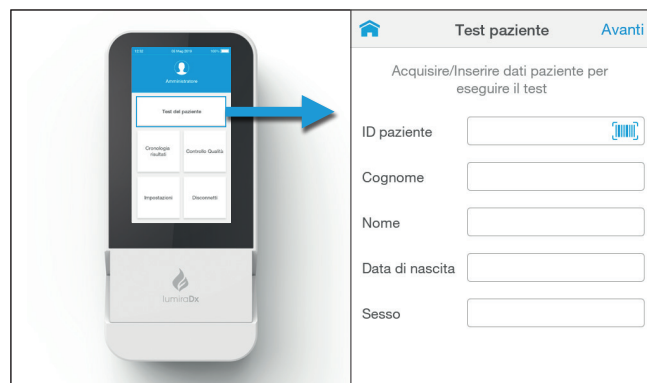 Amministratore
Test del paziente
Cronologia
risultati
Controllo Qualità
Impostazioni
Disconnetti
lumiraDx
Test paziente
Avanti
Acquisire/Inserire dati paziente per
eseguire il test
ID paziente
Cognome
Nome
Data di nascita
Sesso